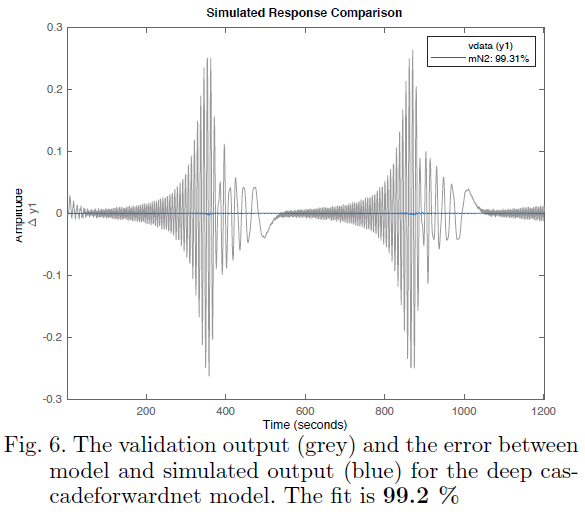 Simulated Response Comparison
0.3
0.2
0.1
0
-0.1
-0.2
-0.3
Amplitude
Δ y1
vdata (y1)
mN2: 99.31%
200
400
600
800
1000
1200
Time (seconds)
Fig. 6. The validation output (grey) and the error between
model and simulated output (blue) for the deep cas-
cadeforwardnet model. The fit is 99.2 %